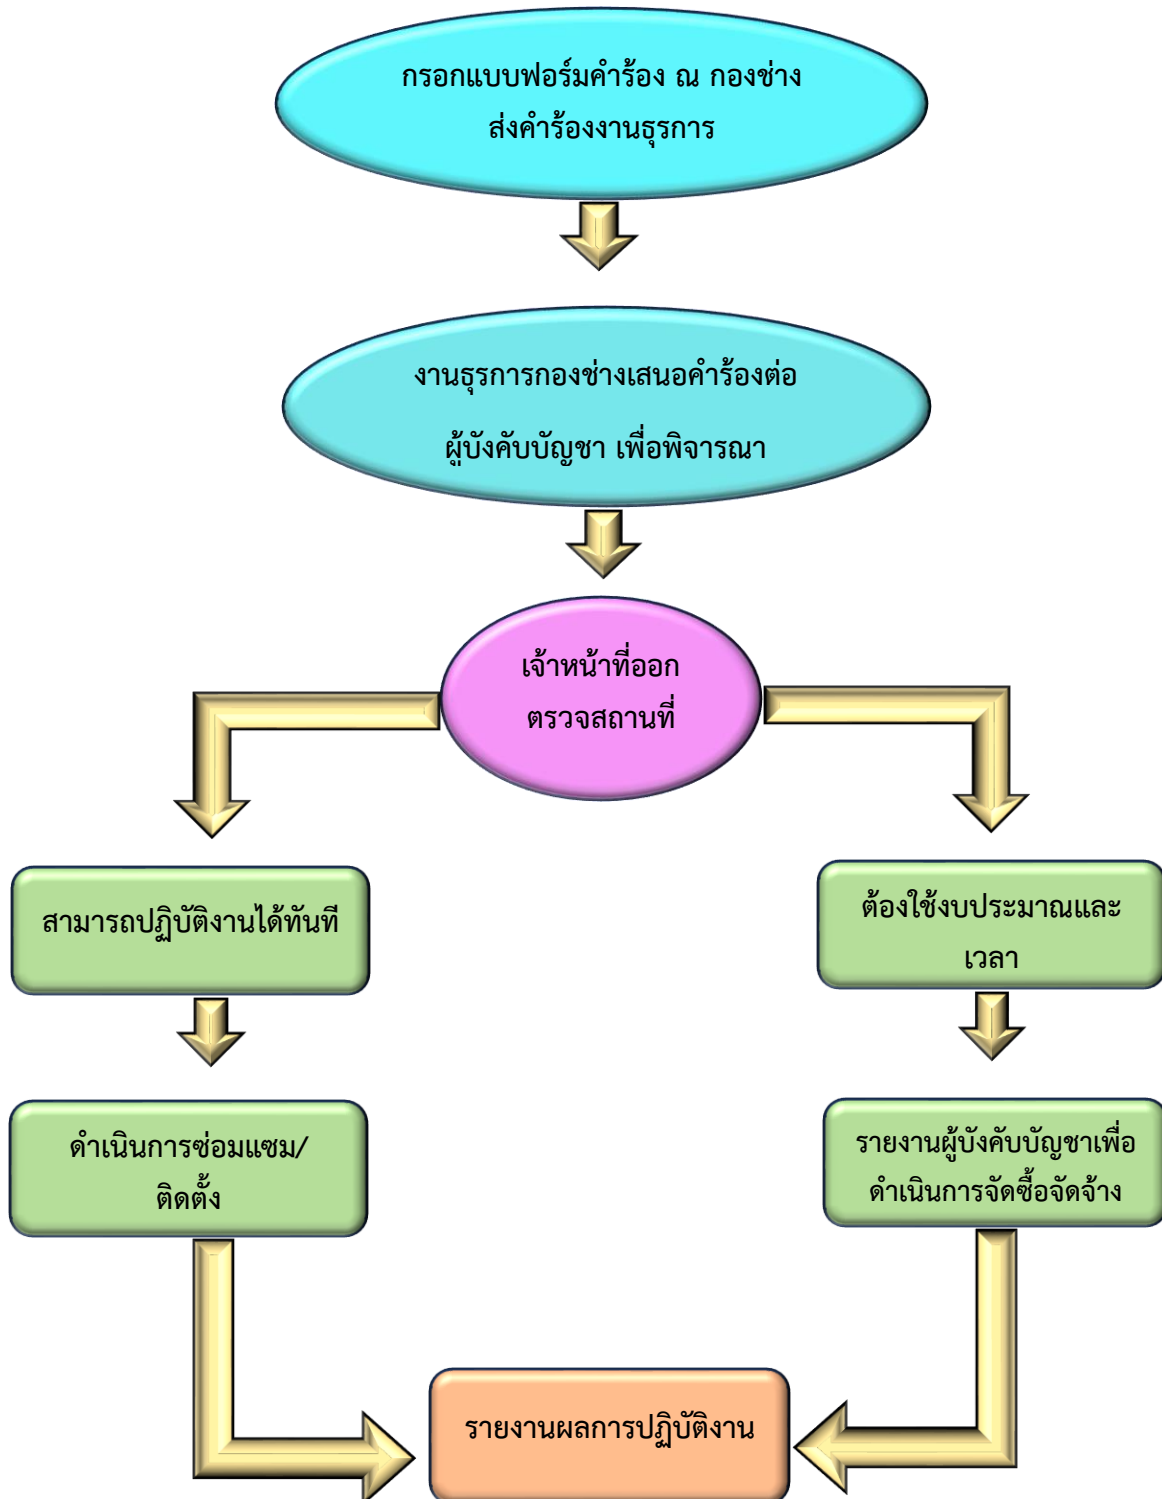 กรอกแบบฟอร์มคำร้อง ณ กองช่าง
ส่งคำร้องงานธุรการ
งานธุรการกองช่างเสนอคำร้องต่อ
ผู้บังคับบัญชา เพื่อพิจารณา
เจ้าหน้าที่ออก
ตรวจสถานที่
สามารถปฏิบัติงานได้ทันที
ต้องใช้งบประมาณและ
เวลา
ดำเนินการซ่อมแซม/
ติดตั้ง
รายงานผู้บังคับบัญชาเพื่อ
ดำเนินการจัดซื้อจัดจ้าง
รายงานผลการปฏิบัติงาน